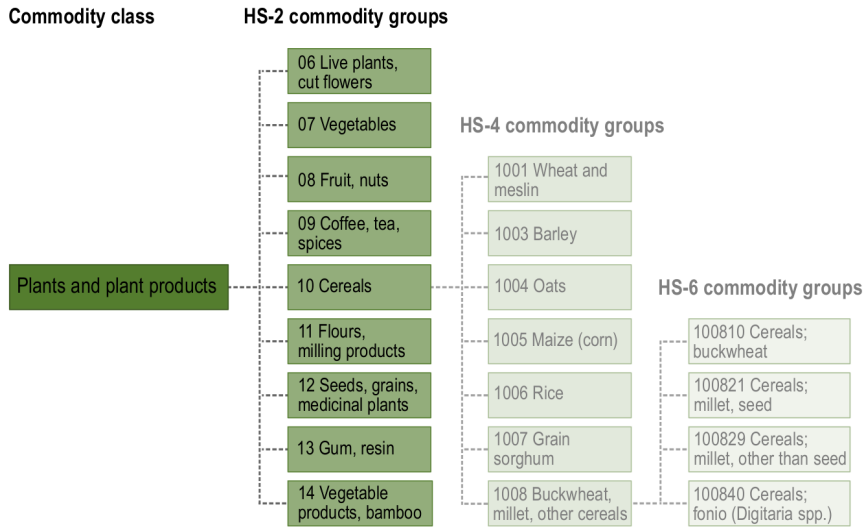 Commodity class
HS-2 commodity groups
06 Live plants,
cut flowers
07 Vegetables
HS-4 commodity groups
08 Fruit, nuts
1001 Wheat and
meslin
09 Coffee, tea,
spices
1003 Barley
Plants and plant products
10 Cereals
1004 Oats
HS-6 commodity groups
11 Flours,
milling products
1005 Maize (corn)
100810 Cereals;
buckwheat
12 Seeds, grains,
medicinal plants
1006 Rice
100821 Cereals;
millet, seed
13 Gum, resin
1007 Grain
sorghum
100829 Cereals;
millet, other than seed
14 Vegetable
products, bamboo
1008 Buckwheat,
millet, other cereals
100840 Cereals;
fonio (Digitaria spp.)